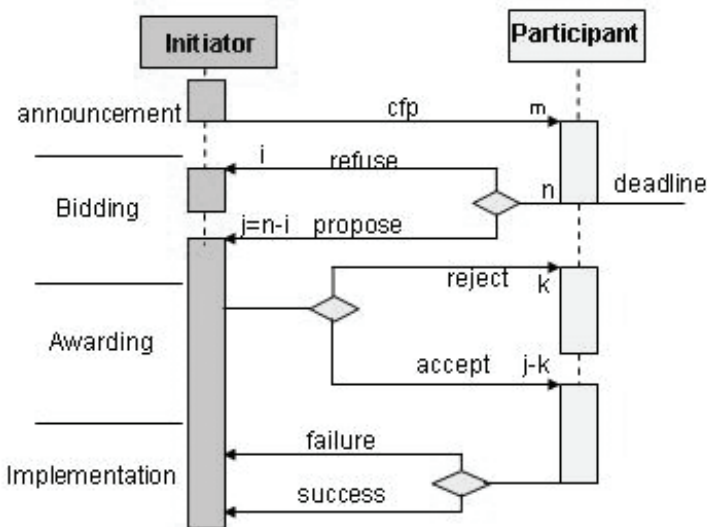 Initiator
Participant
announcement
cfp
m
i
refuse
n
deadline
Bidding
j=n-i propose
reject
k
Awarding
accept
j-k
failure
Implementation
success